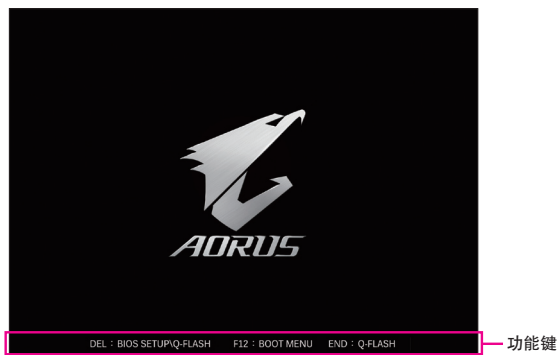 AORUS
DEL：BIOS SETUP\Q-FLASH F12：BOOT MENU END：Q-FLASH
功能键